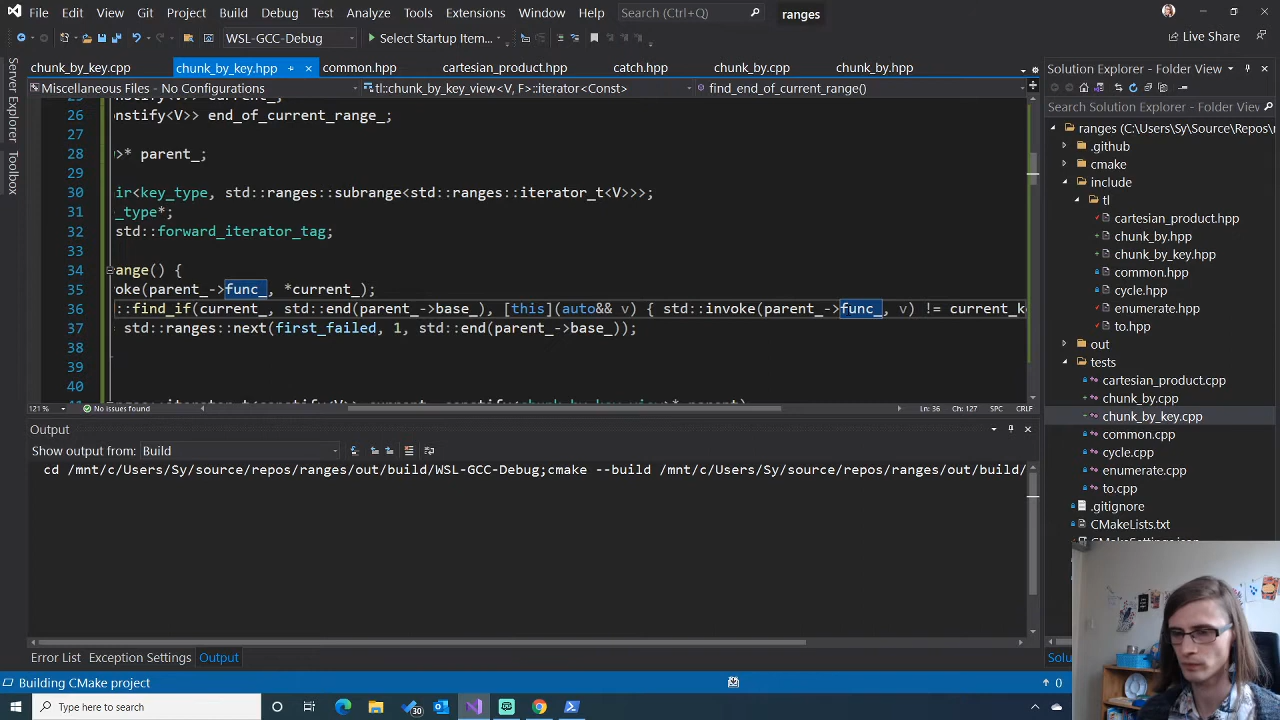 File Edit View Git Project Build Debug Test Analyze Tools Extensions Window Help Search (Ctrl+Q) ranges
WSL-GCC-Debug Select Startup Item... Live Share
chunk_by_key.cpp chunk_by_key.hpp common.hpp cartesian_product.hpp catch.hpp chunk_by.cpp chunk_by.hpp
Miscellaneous Files - No Configurations tl::chunk_by_key_view<V, F>::iterator<Const> find_end_of_current_range()
26 onstify<V>> end_of_current_range_;
27
28 >* parent_;
29
30 ir<key_type, std::ranges::subrange<std::ranges::iterator_t<V>>>;
31 _type*;
32 std::forward_iterator_tag;
33
34 ange() {
35 oke(parent_->func_, *current_);
36 ::find_if(current_, std::end(parent_->base_), [this](auto&& v) { std::invoke(parent_->func_, v) != current_k
37 std::ranges::next(first_failed, 1, std::end(parent_->base_));
38
39
40
121 % No issues found Ln: 36 Ch: 127 SPC CRLF
Output
Show output from: Build
cd /mnt/c/Users/Sy/source/repos/ranges/out/build/WSL-GCC-Debug;cmake --build /mnt/c/Users/Sy/source/repos/ranges/out/build/
Error List Exception Settings Output
Building CMake project
0
Type here to search
30
Server Explorer
Toolbox
Solution Explorer - Folder View
Search Solution Explorer - Folder View
ranges (C:\Users\Sy\Source\Repos\
.github
cmake
include
tl
cartesian_product.hpp
chunk_by.hpp
chunk_by_key.hpp
common.hpp
cycle.hpp
enumerate.hpp
to.hpp
out
tests
cartesian_product.cpp
chunk_by.cpp
chunk_by_key.cpp
common.cpp
cycle.cpp
enumerate.cpp
to.cpp
.gitignore
CMakeLists.txt